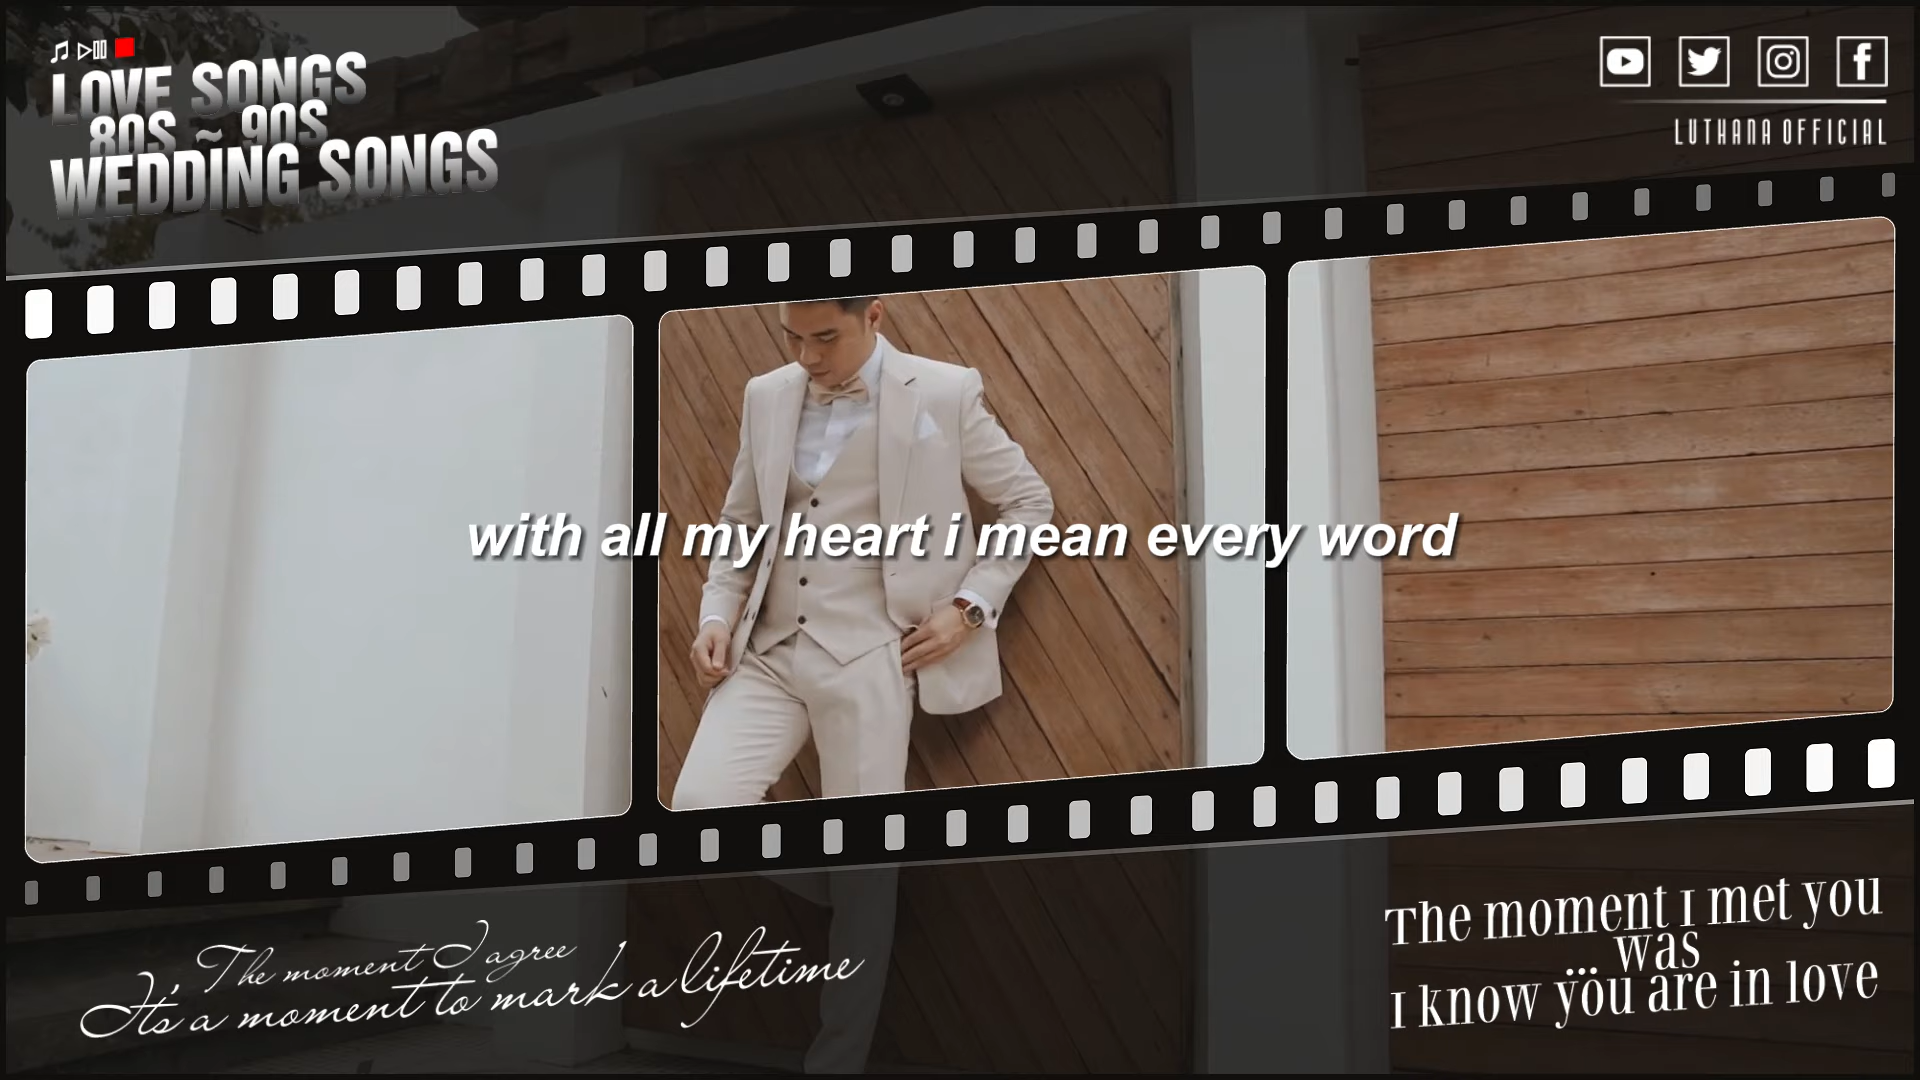 LOVE SONGS
80S ~ 90S
WEDDING SONGS
LUTHANA OFFICIAL
with all my heart i mean every word
The moment I agree
It's a moment to mark a lifetime
The moment I met you
was
I know yöu are in love